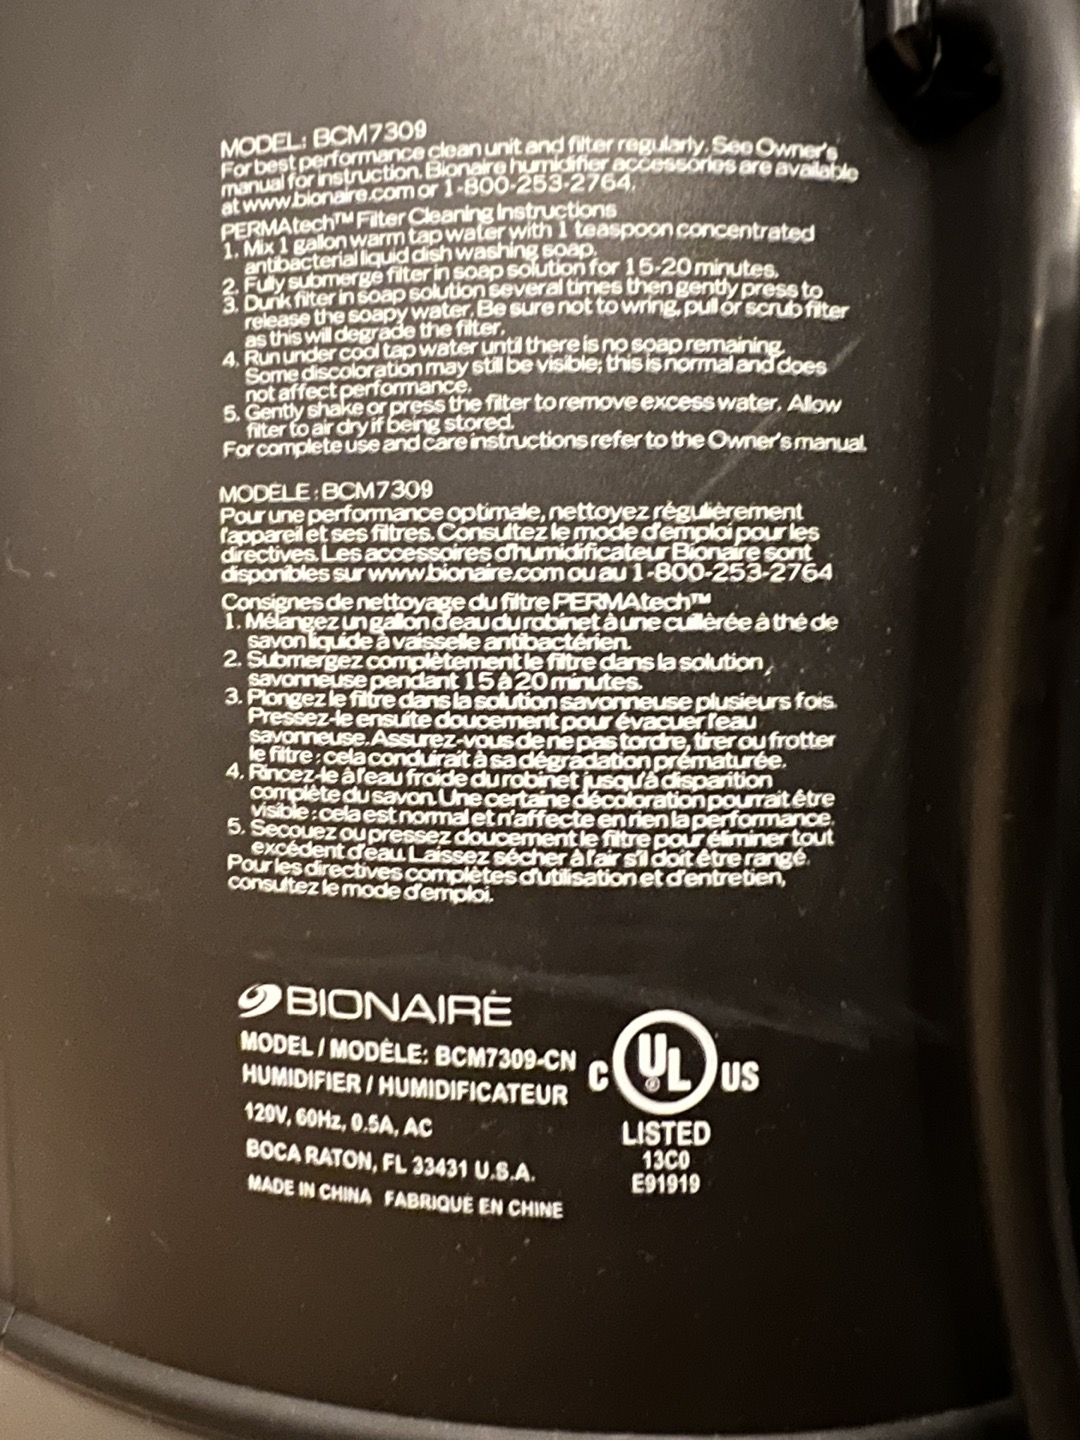 MODEL: BCM7309
For best performance clean unit and filter regularly. See Owner's
manual for instruction. Bionaire humidifier accessories are available
at www.bionaire.com or 1-800-253-2764.
PERMAtech™ Filter Cleaning Instructions
1. Mix 1 gallon warm tap water with 1 teaspoon concentrated
antibacterial liquid dish washing soap.
2. Fully submerge filter in soap solution for 15-20 minutes.
3. Dunk filter in soap solution several times then gently press to
release the soapy water. Be sure not to wring, pull or scrub filter
as this will degrade the filter.
4. Run under cool tap water until there is no soap remaining.
Some discoloration may still be visible; this is normal and does
not affect performance.
5. Gently shake or press the filter to remove excess water. Allow
filter to air dry if being stored.
For complete use and care instructions refer to the Owner's manual.
MODÈLE : BCM7309
Pour une performance optimale, nettoyez régulièrement
l'appareil et ses filtres. Consultez le mode d'emploi pour les
directives. Les accessoires d'humidificateur Bionaire sont
disponibles sur www.bionaire.com ou au 1-800-253-2764
Consignes de nettoyage du filtre PERMAtech™
1. Mélangez un gallon d'eau du robinet à une cuillèrée à thé de
savon liquide à vaisselle antibactérien.
2. Submergez complètement le filtre dans la solution
savonneuse pendant 15 à 20 minutes.
3. Plongez le filtre dans la solution savonneuse plusieurs fois.
Pressez-le ensuite doucement pour évacuer l'eau
savonneuse. Assurez-vous de ne pas tordre, tirer ou frotter
le filtre : cela conduirait à sa dégradation prématurée.
4. Rincez-le à l'eau froide du robinet jusqu'à disparition
complète du savon. Une certaine décoloration pourrait être
visible : cela est normal et n'affecte en rien la performance.
5. Secouez ou pressez doucement le filtre pour éliminer tout
excédent d'eau. Laissez sécher à l'air s'il doit être rangé.
Pour les directives complètes d'utilisation et d'entretien,
consultez le mode d'emploi.
BIONAIRE
MODEL / MODÈLE: BCM7309-CN
HUMIDIFIER / HUMIDIFICATEUR
120V, 60Hz, 0.5A, AC
BOCA RATON, FL 33431 U.S.A.
MADE IN CHINA FABRIQUÉ EN CHINE
C UL® US
LISTED
13C0
E91919